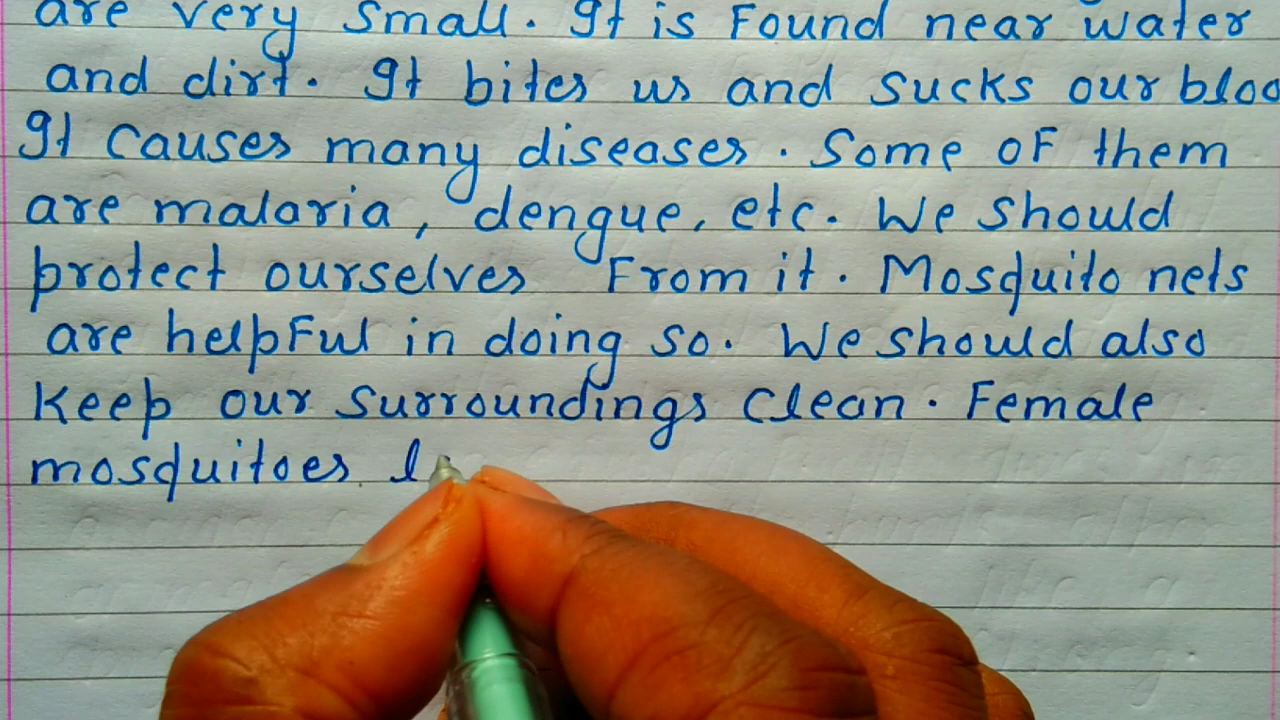 are very small. It is Found near water
and dirt. It bites us and sucks our bloo
It causes many diseases. Some oF them
are malaria, dengue, etc. We should
protect ourselves From it. Mosquito nets
are helpFul in doing so. We should also
Keep our surroundings clean. Female
mosquitoes l